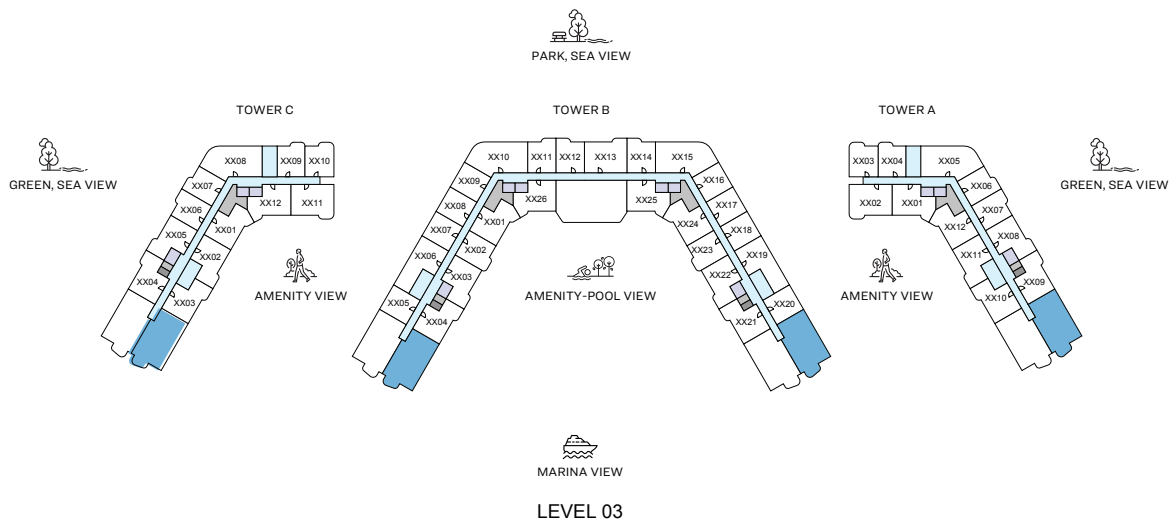 PARK, SEA VIEW
TOWER C
TOWER B
TOWER A
GREEN, SEA VIEW
GREEN, SEA VIEW
XX08
XX09
XX10
XX07
XX06
XX05
XX04
XX01
XX02
XX03
XX12
XX11
XX10
XX11
XX12
XX13
XX14
XX15
XX09
XX08
XX07
XX06
XX05
XX26
XX01
XX02
XX03
XX04
XX25
XX16
XX17
XX18
XX19
XX20
XX24
XX23
XX22
XX21
XX03
XX04
XX05
XX02
XX01
XX06
XX07
XX08
XX09
XX12
XX11
XX10
AMENITY VIEW
AMENITY-POOL VIEW
AMENITY VIEW
MARINA VIEW
LEVEL 03